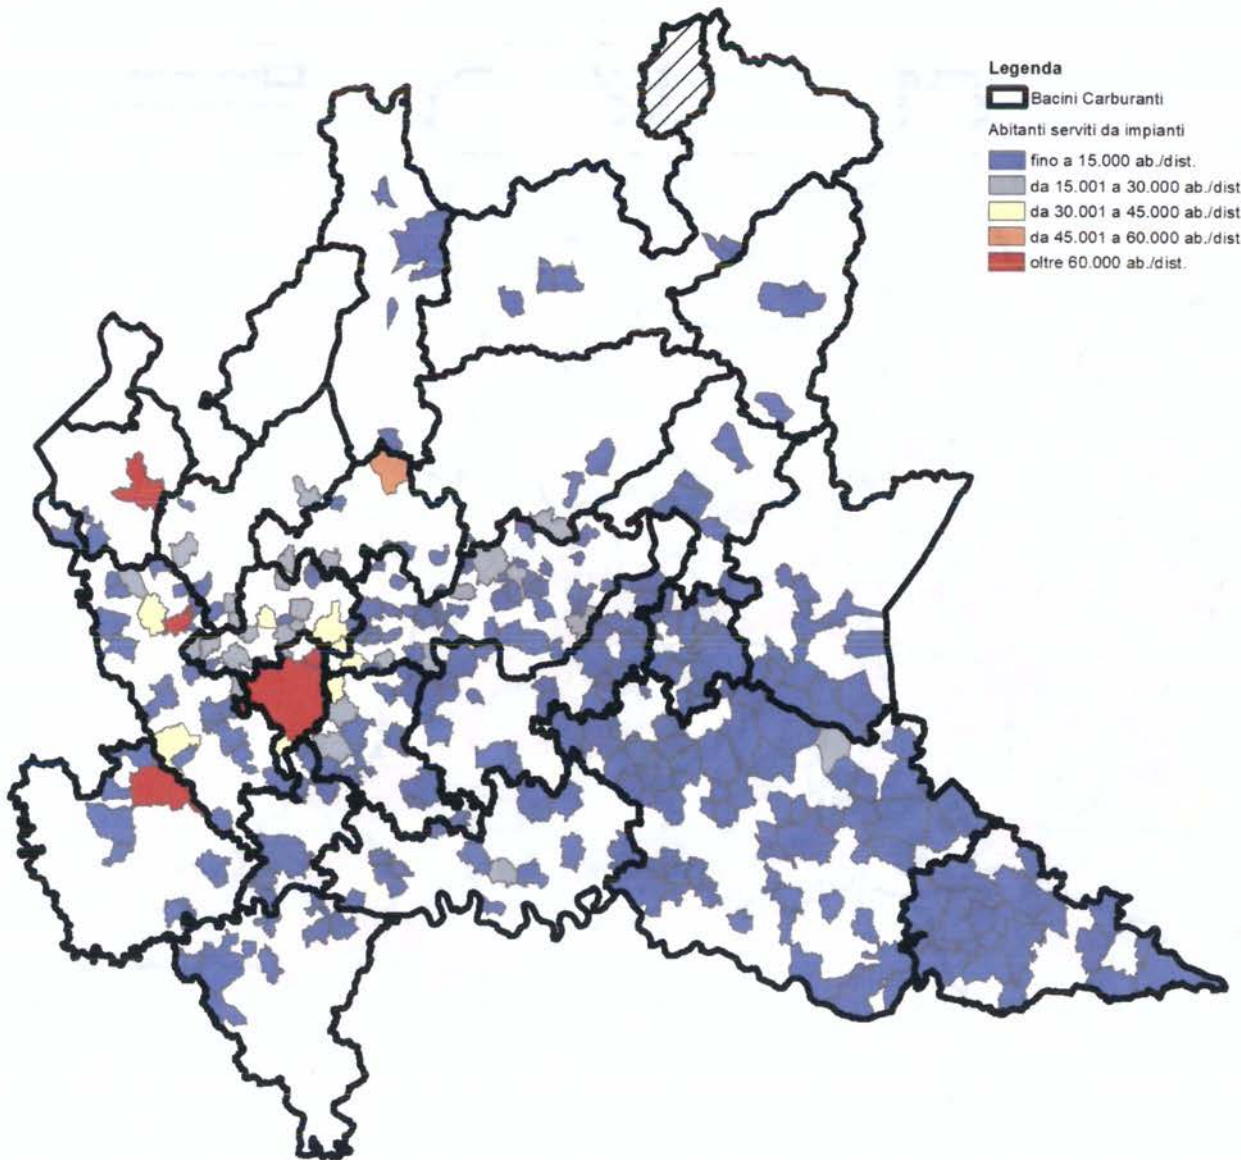 Legenda
Bacini Carburanti
Abitanti serviti da impianti
fino a 15.000 ab./dist.
da 15.001 a 30.000 ab./dist
da 30.001 a 45.000 ab./dist
da 45.001 a 60.000 ab./dist
oltre 60.000 ab./dist.